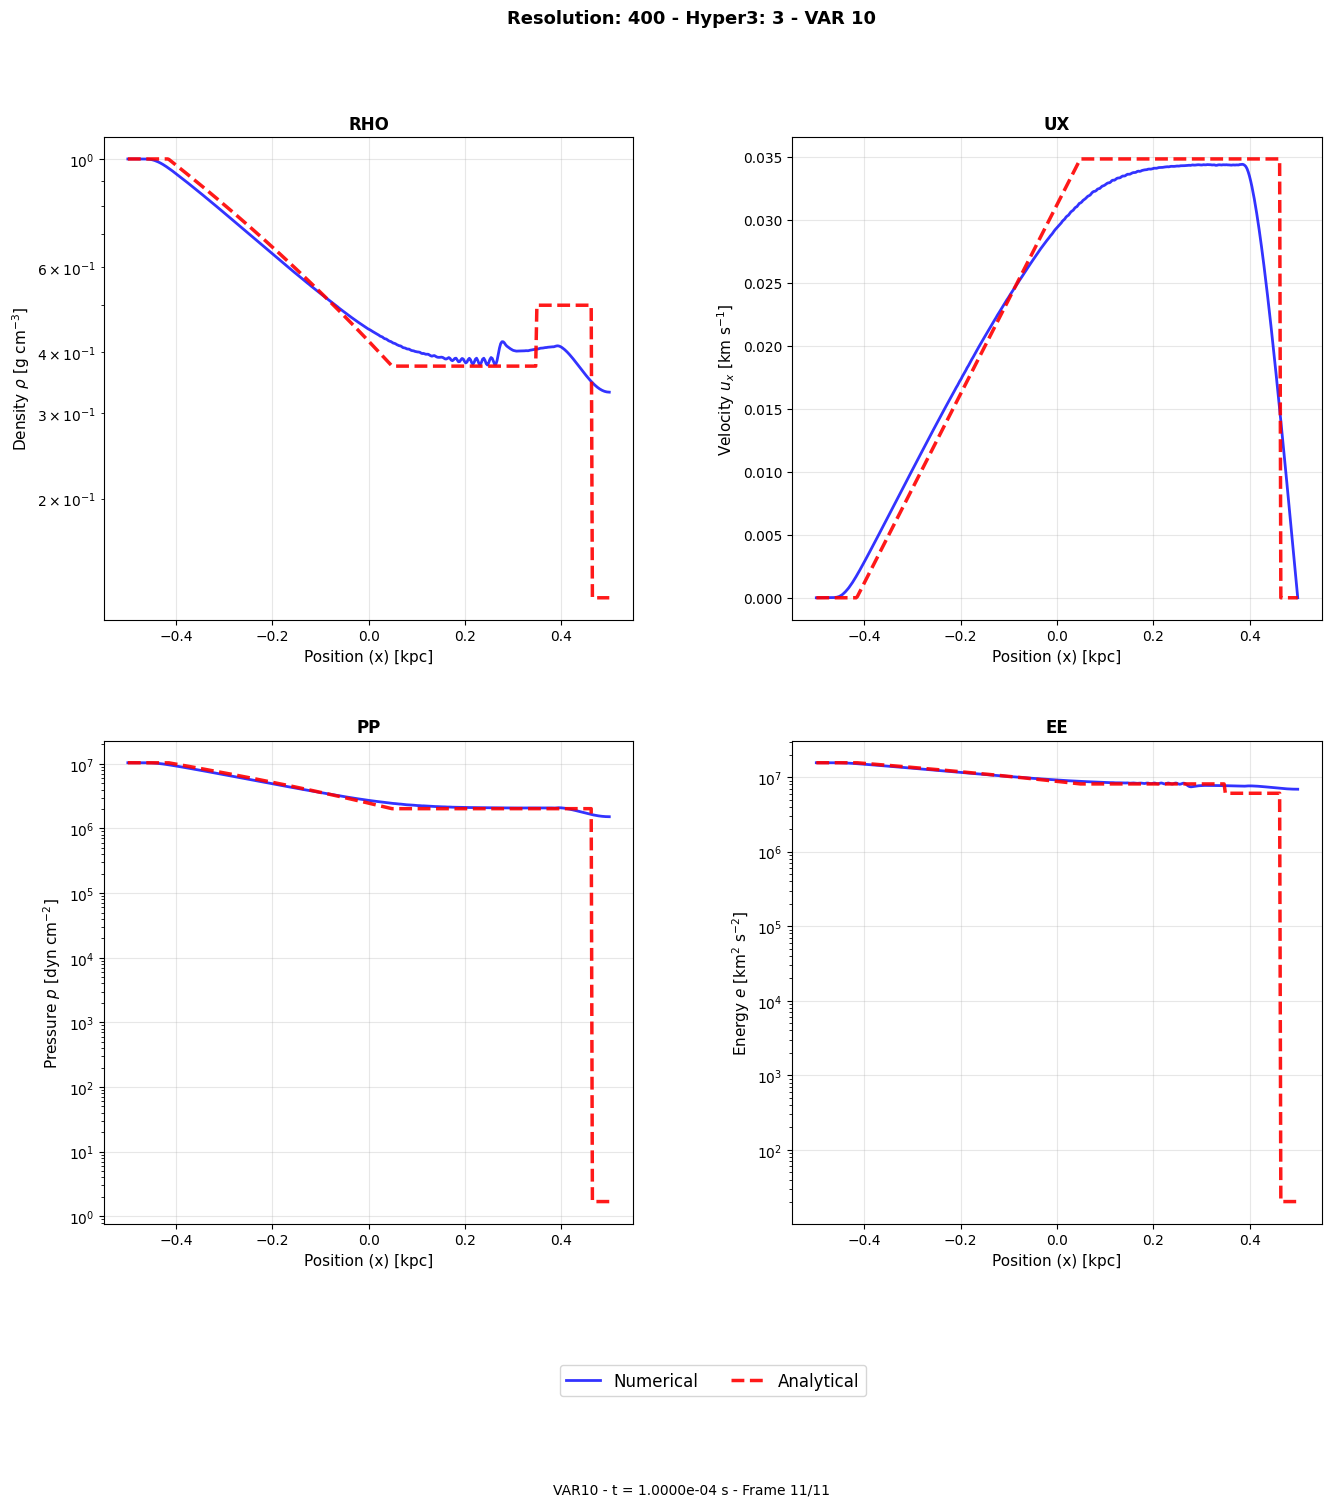 Resolution: 400 - Hyper3: 3 - VAR 10
RHO
10⁰
6 × 10⁻¹
4 × 10⁻¹
3 × 10⁻¹
2 × 10⁻¹
Density ρ [g cm⁻³]
−0.4 −0.2 0.0 0.2 0.4
Position (x) [kpc]
UX
0.035
0.030
0.025
0.020
0.015
0.010
0.005
0.000
Velocity uₓ [km s⁻¹]
−0.4 −0.2 0.0 0.2 0.4
Position (x) [kpc]
PP
10⁷
10⁶
10⁵
10⁴
10³
10²
10¹
10⁰
Pressure p [dyn cm⁻²]
−0.4 −0.2 0.0 0.2 0.4
Position (x) [kpc]
EE
10⁷
10⁶
10⁵
10⁴
10³
10²
Energy e [km² s⁻²]
−0.4 −0.2 0.0 0.2 0.4
Position (x) [kpc]
Numerical Analytical
VAR10 - t = 1.0000e-04 s - Frame 11/11